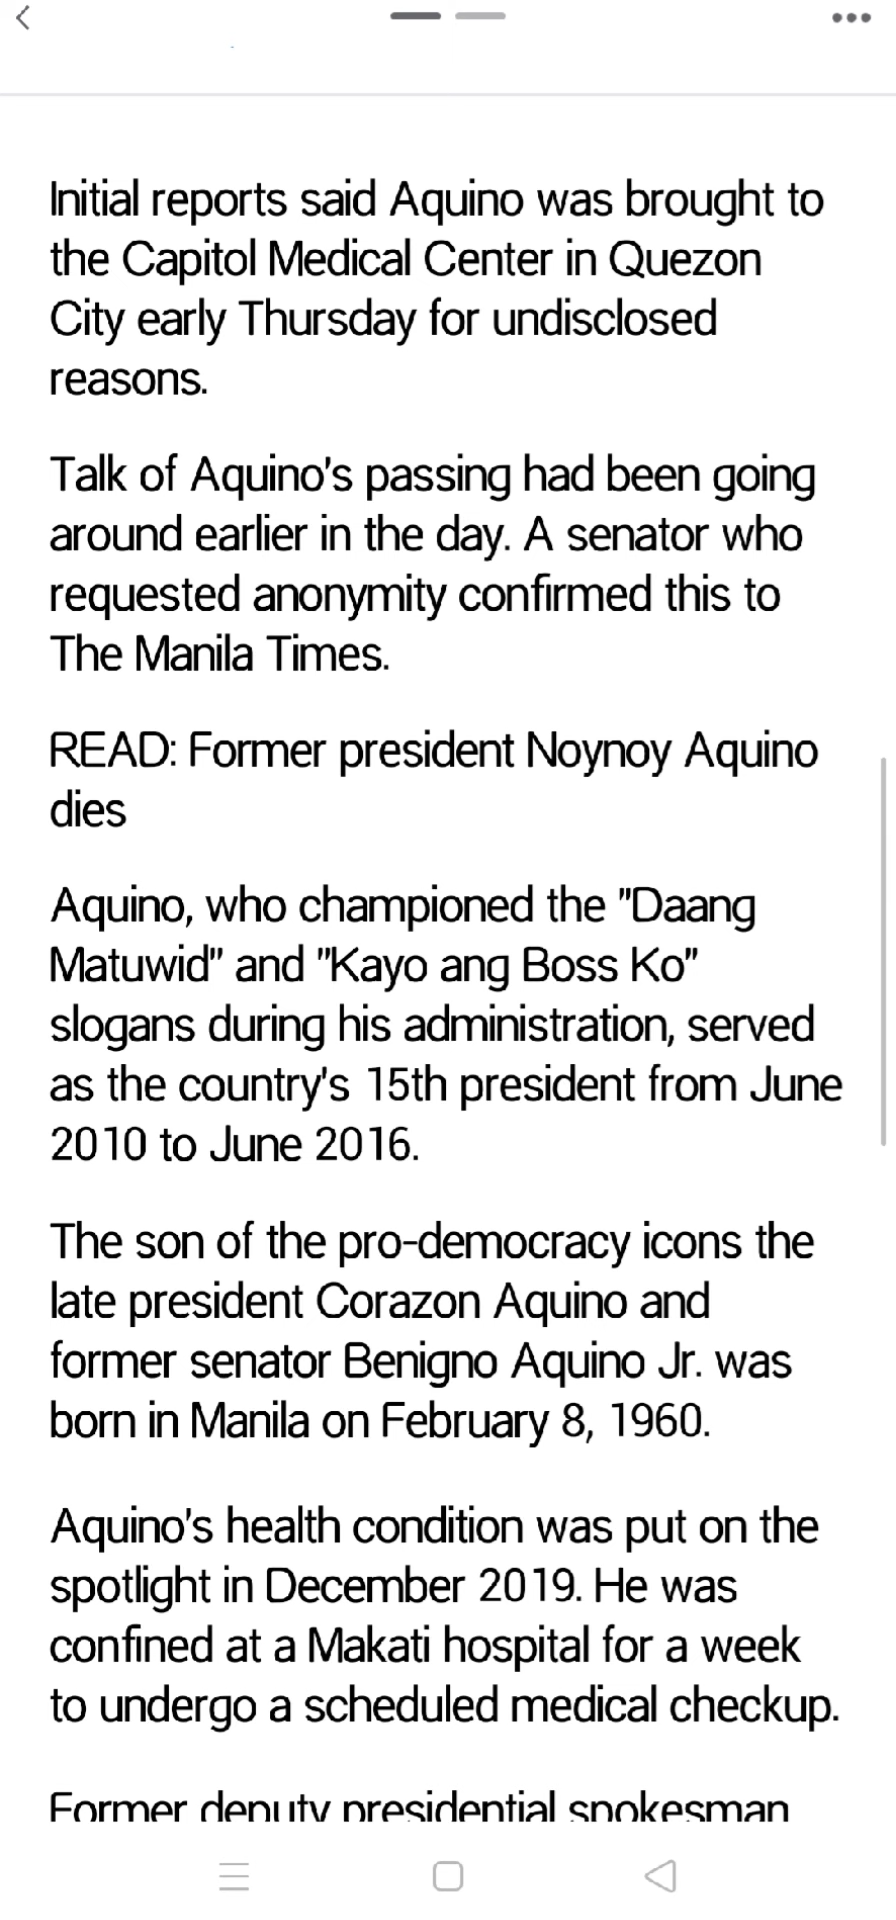 Initial reports said Aquino was brought to
the Capitol Medical Center in Quezon
City early Thursday for undisclosed
reasons.
Talk of Aquino's passing had been going
around earlier in the day. A senator who
requested anonymity confirmed this to
The Manila Times.
READ: Former president Noynoy Aquino
dies
Aquino, who championed the "Daang
Matuwid" and "Kayo ang Boss Ko"
slogans during his administration, served
as the country's 15th president from June
2010 to June 2016.
The son of the pro-democracy icons the
late president Corazon Aquino and
former senator Benigno Aquino Jr. was
born in Manila on February 8, 1960.
Aquino's health condition was put on the
spotlight in December 2019. He was
confined at a Makati hospital for a week
to undergo a scheduled medical checkup.
Former deputy presidential spokesman